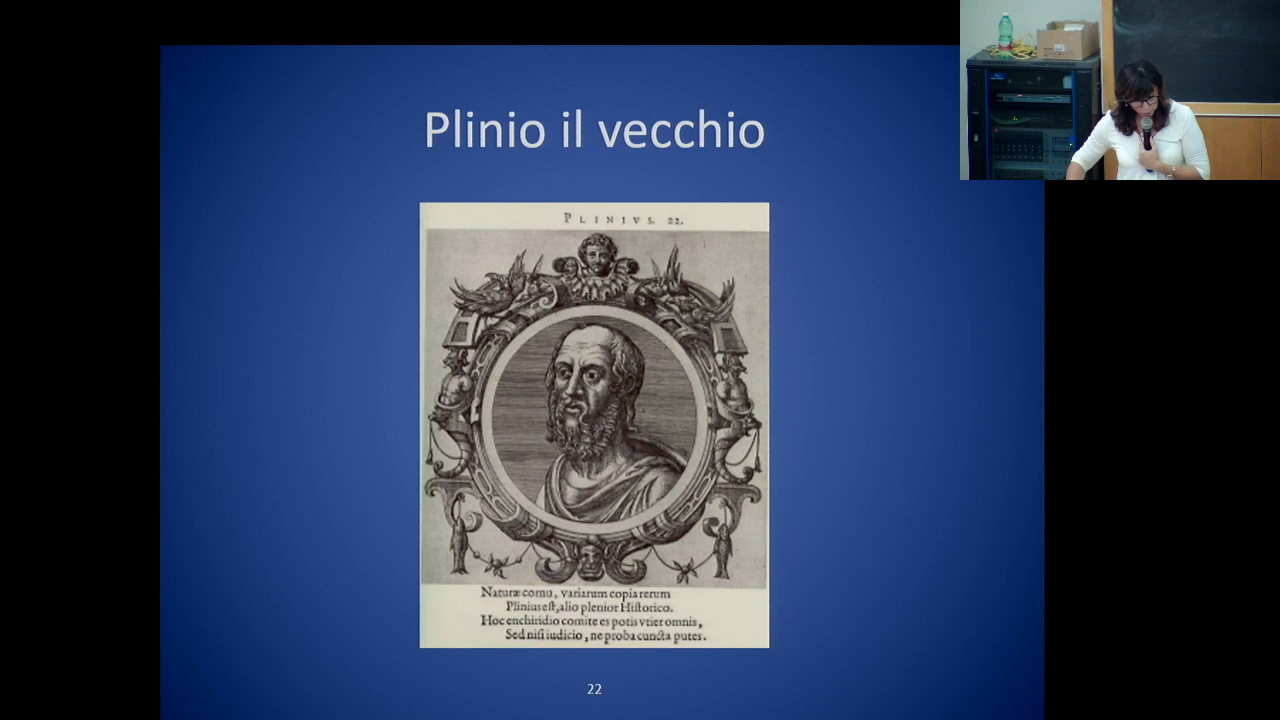 Plinio il vecchio
PLINIVS. 22.
Naturæ cornu, variarum copia rerum
Plinius eſt, alio plenior Hiſtorico.
Hoc enchiridio comite es potis vtier omnis,
Sed niſi iudicio, ne proba cuncta putes.
22